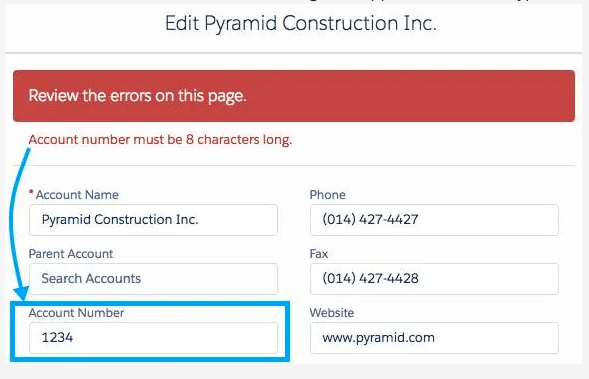 Edit Pyramid Construction Inc.
Review the errors on this page.
Account number must be 8 characters long.
* Account Name
Pyramid Construction Inc.
Phone
(014) 427-4427
Parent Account
Search Accounts
Fax
(014) 427-4428
Account Number
1234
Website
www.pyramid.com